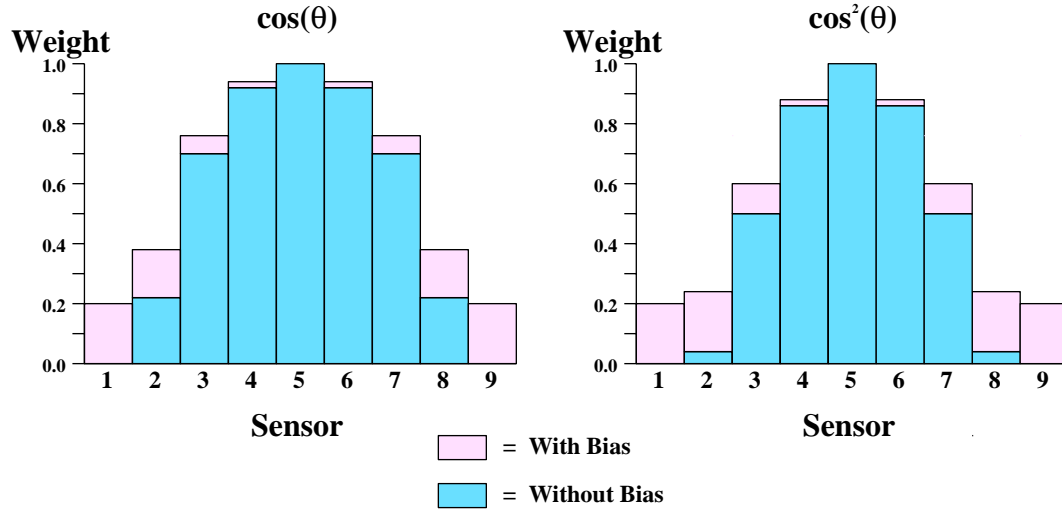 cos(θ)
Weight
1.0
0.8
0.6
0.4
0.2
0.0
1 2 3 4 5 6 7 8 9
Sensor
cos²(θ)
Weight
1.0
0.8
0.6
0.4
0.2
0.0
1 2 3 4 5 6 7 8 9
Sensor
= With Bias
= Without Bias